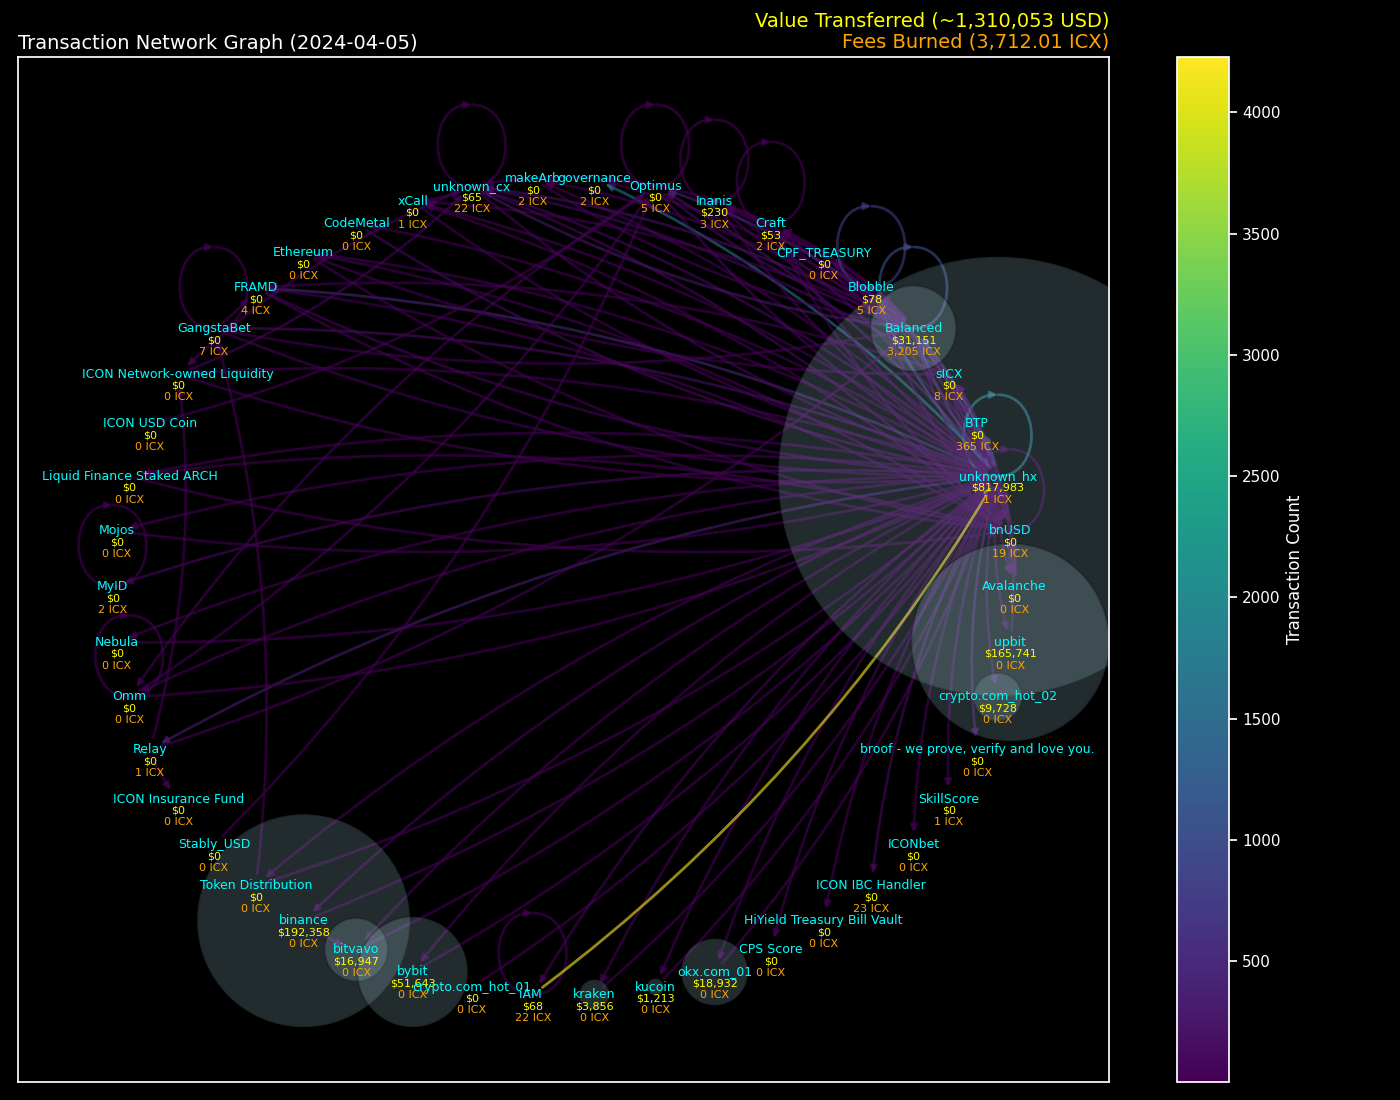 Value Transferred (~1,310,053 USD)
Transaction Network Graph (2024-04-05)
Fees Burned (3,712.01 ICX)
unknown_cx
$65
22 ICX
makeArb
$0
2 ICX
governance
$0
2 ICX
Optimus
$0
5 ICX
xCall
$0
1 ICX
Inanis
$230
3 ICX
CodeMetal
$0
0 ICX
Craft
$53
2 ICX
Ethereum
$0
0 ICX
CPF_TREASURY
$0
0 ICX
FRAMD
$0
4 ICX
Blobble
$78
5 ICX
GangstaBet
$0
7 ICX
Balanced
$31,151
3,205 ICX
ICON Network-owned Liquidity
$0
0 ICX
sICX
$0
8 ICX
ICON USD Coin
$0
0 ICX
BTP
$0
365 ICX
Liquid Finance Staked ARCH
$0
0 ICX
unknown_hx
$817,983
1 ICX
Mojos
$0
0 ICX
bnUSD
$0
19 ICX
MyID
$0
2 ICX
Avalanche
$0
0 ICX
Nebula
$0
0 ICX
upbit
$165,741
0 ICX
Omm
$0
0 ICX
crypto.com_hot_02
$9,728
0 ICX
Relay
$0
1 ICX
broof - we prove, verify and love you.
$0
0 ICX
ICON Insurance Fund
$0
0 ICX
SkillScore
$0
1 ICX
Stably_USD
$0
0 ICX
ICONbet
$0
0 ICX
Token Distribution
$0
0 ICX
ICON IBC Handler
$0
23 ICX
binance
$192,358
0 ICX
HiYield Treasury Bill Vault
$0
0 ICX
bitvavo
$16,947
0 ICX
CPS Score
$0
0 ICX
bybit
$51,643
0 ICX
okx.com_01
$18,932
0 ICX
crypto.com_hot_01
$0
0 ICX
IAM
$68
22 ICX
kraken
$3,856
0 ICX
kucoin
$1,213
0 ICX
4000
3500
3000
2500
2000
1500
1000
500
Transaction Count